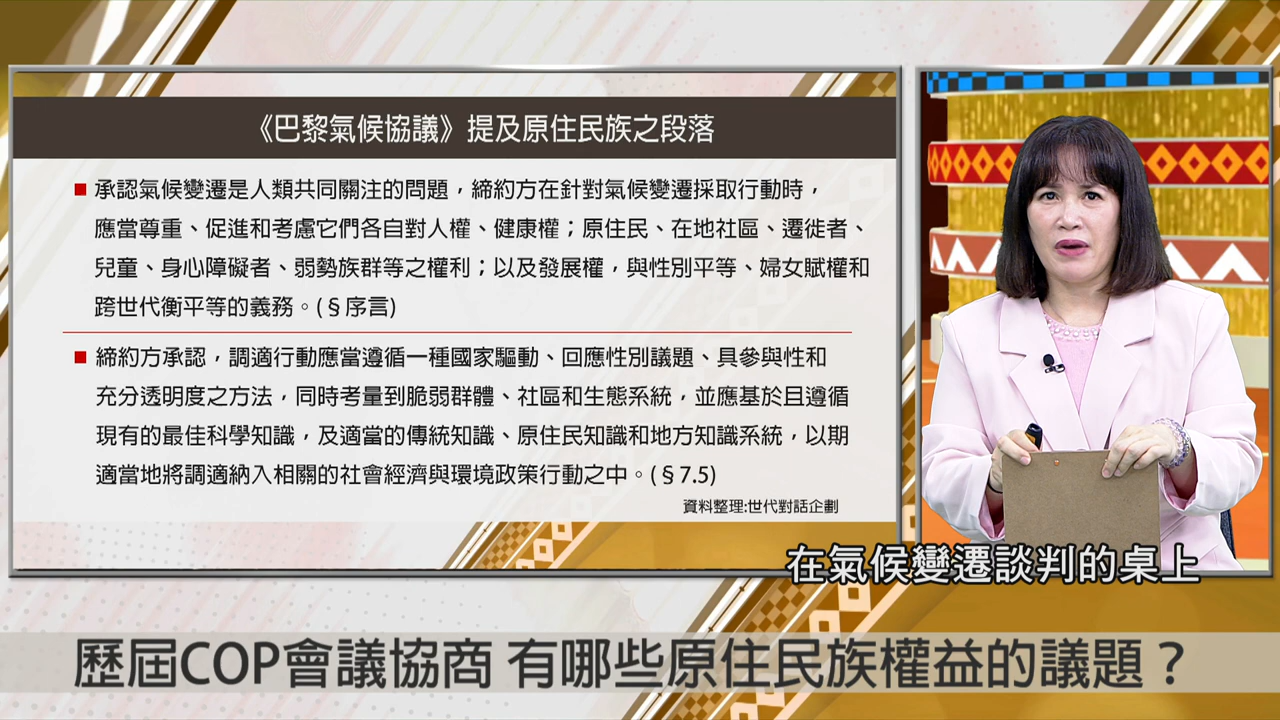 《巴黎氣候協議》提及原住民族之段落
■ 承認氣候變遷是人類共同關注的問題，締約方在針對氣候變遷採取行動時，
應當尊重、促進和考慮它們各自對人權、健康權；原住民、在地社區、遷徙者、
兒童、身心障礙者、弱勢族群等之權利；以及發展權，與性別平等、婦女賦權和
跨世代衡平等的義務。(§序言)
■ 締約方承認，調適行動應當遵循一種國家驅動、回應性別議題、具參與性和
充分透明度之方法，同時考量到脆弱群體、社區和生態系統，並應基於且遵循
現有的最佳科學知識，及適當的傳統知識、原住民知識和地方知識系統，以期
適當地將調適納入相關的社會經濟與環境政策行動之中。(§7.5)
資料整理:世代對話企劃
在氣候變遷談判的桌上
歷屆COP會議協商 有哪些原住民族權益的議題？